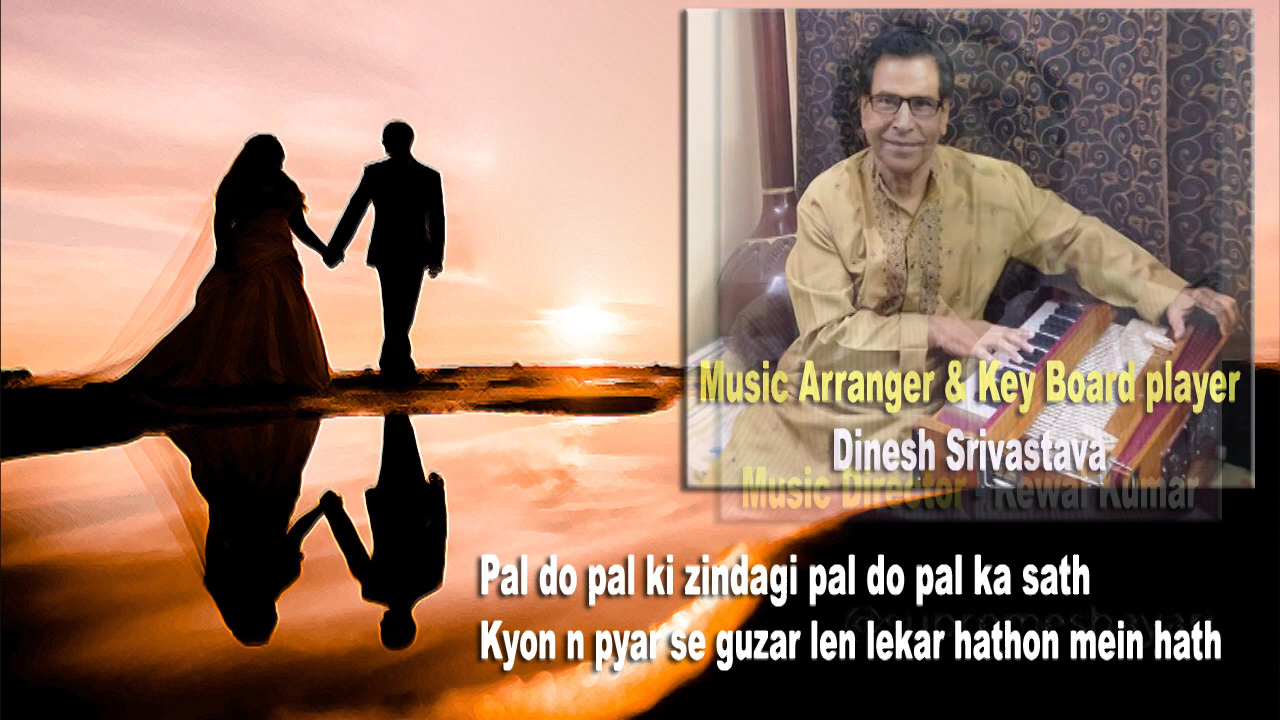 Music Arranger & Key Board player
Dinesh Srivastava
Music Director Kewal Kumar
Pal do pal ki zindagi pal do pal ka sath
Kyon n pyar se guzar len lekar hathon mein hath